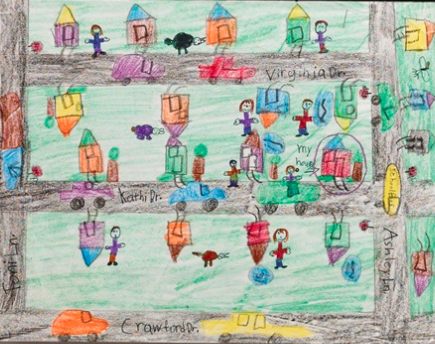 Virginia Dr.
my
house
Kathi Dr.
Ashley Ln
Crawford Dr.